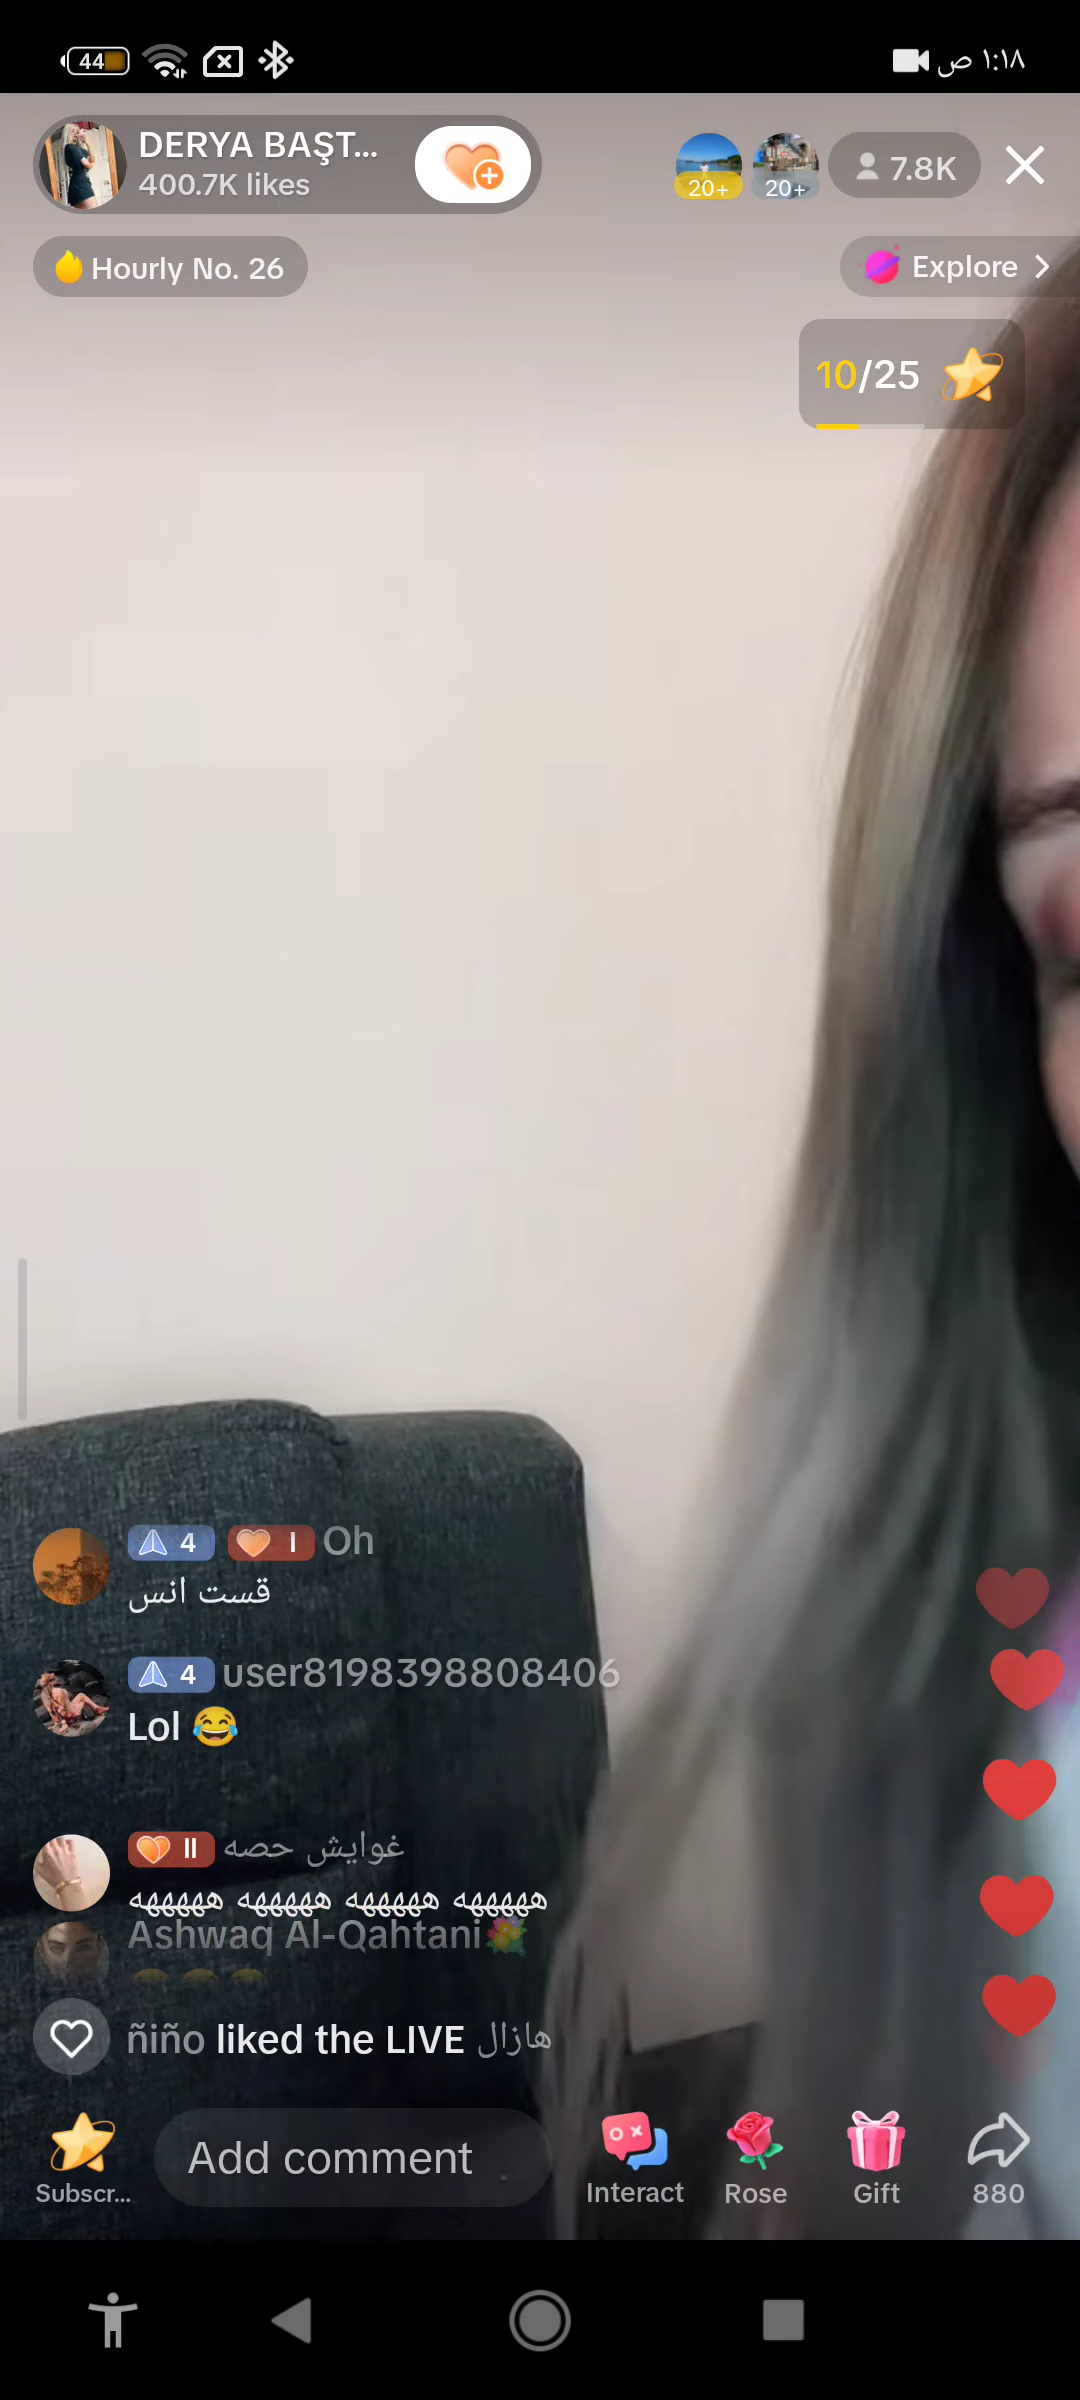 44
١:١٨ ص
DERYA BAŞT...
400.7K likes
20+
20+
7.8K
Hourly No. 26
Explore
10/25
4 I Oh
قست انس
4 user8198398808406
Lol 😂
II غوايش حصه
هههههه هههههه هههههه هههههه
Ashwaq Al-Qahtani💐
ñiño liked the LIVE هازال
Subscr...
Add comment
Interact
Rose
Gift
880